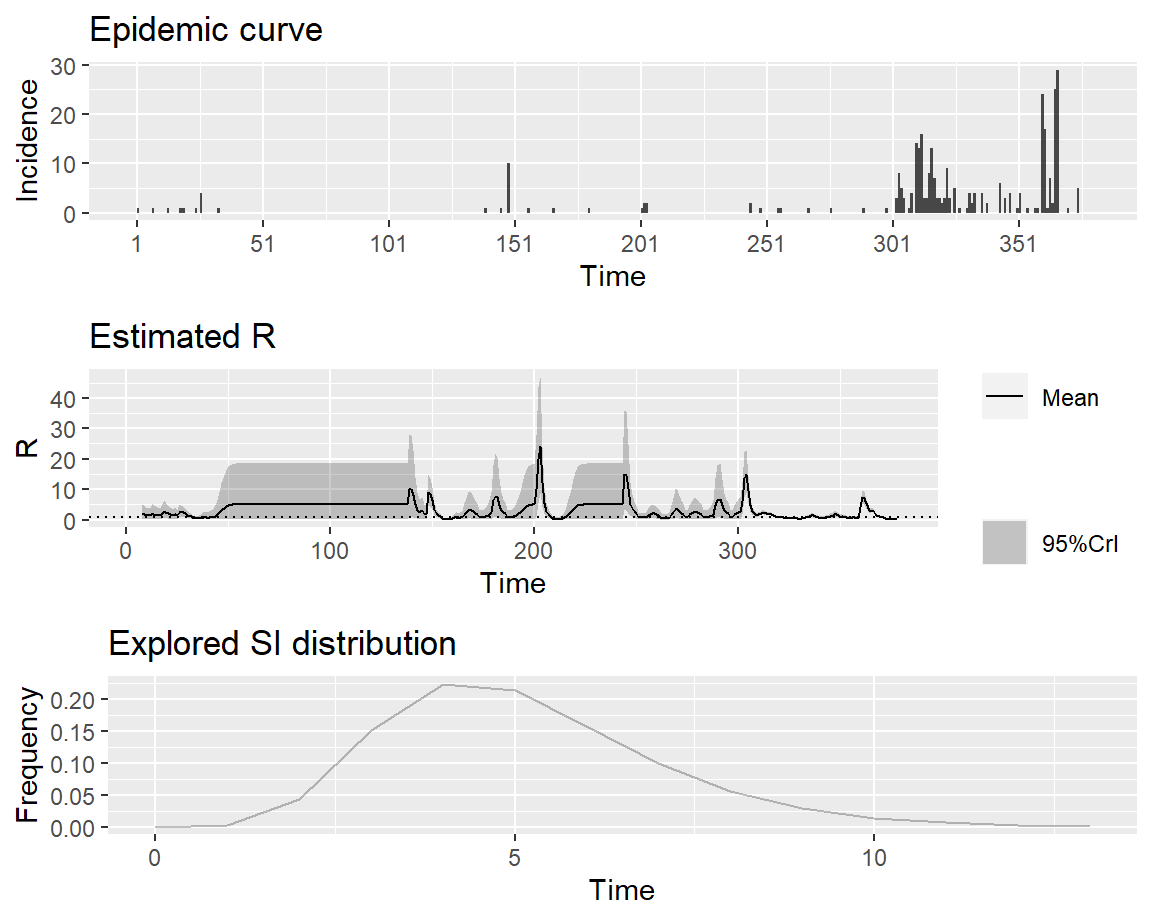 Epidemic curve
30
20
10
0
Incidence
1 51 101 151 201 251 301 351
Time
Estimated R
40
30
20
10
0
R
0 100 200 300
Time
Mean
95%CrI
Explored SI distribution
0.20
0.15
0.10
0.05
0.00
Frequency
0 5 10
Time